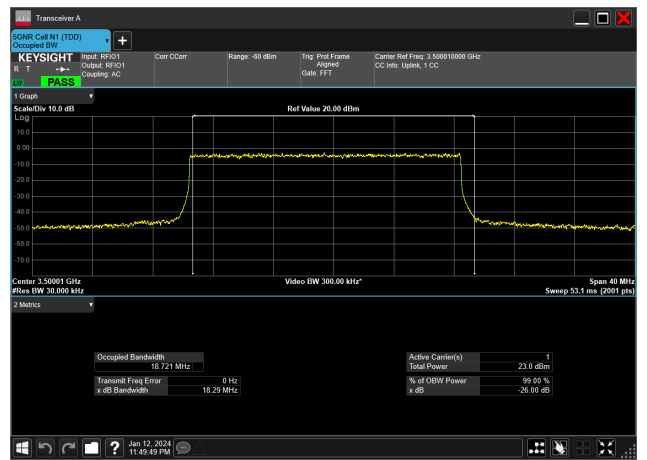 Transceiver A
5GNR Cell N1 (TDD)
Occupied BW
KEYSIGHT
R T
LXI
PASS
Input: RFIO1
Output: RFIO1
Coupling: AC
Corr CCorr
Range: -60 dBm
Trig: Prot Frame
Aligned
Gate: FFT
Carrier Ref Freq: 3.500010000 GHz
CC Info: Uplink, 1 CC
1 Graph
Scale/Div 10.0 dB
Ref Value 20.00 dBm
Log
10.0
0.00
-10.0
-20.0
-30.0
-40.0
-50.0
-60.0
-70.0
Center 3.50001 GHz
Video BW 300.00 kHz*
Span 40 MHz
#Res BW 30.000 kHz
Sweep 53.1 ms (2001 pts)
2 Metrics
Occupied Bandwidth
18.721 MHz
Transmit Freq Error 0 Hz
x dB Bandwidth 18.29 MHz
Active Carrier(s) 1
Total Power 23.0 dBm
% of OBW Power 99.00 %
x dB -26.00 dB
Jan 12, 2024
11:49:49 PM